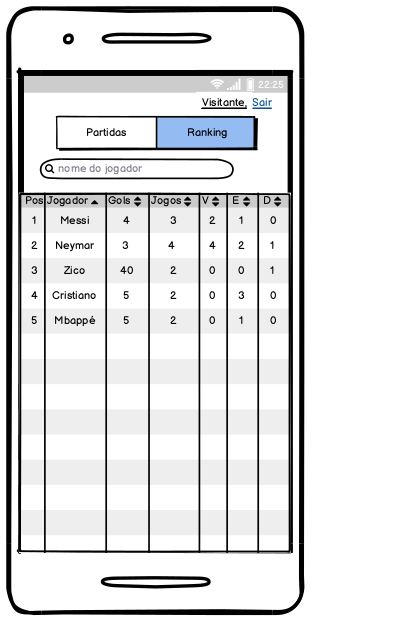 22:25
Visitante, Sair
Partidas Ranking
nome do jogador
Pos Jogador Gols Jogos V E D
1 Messi 4 3 2 1 0
2 Neymar 3 4 4 2 1
3 Zico 40 2 0 0 1
4 Cristiano 5 2 0 3 0
5 Mbappé 5 2 0 1 0